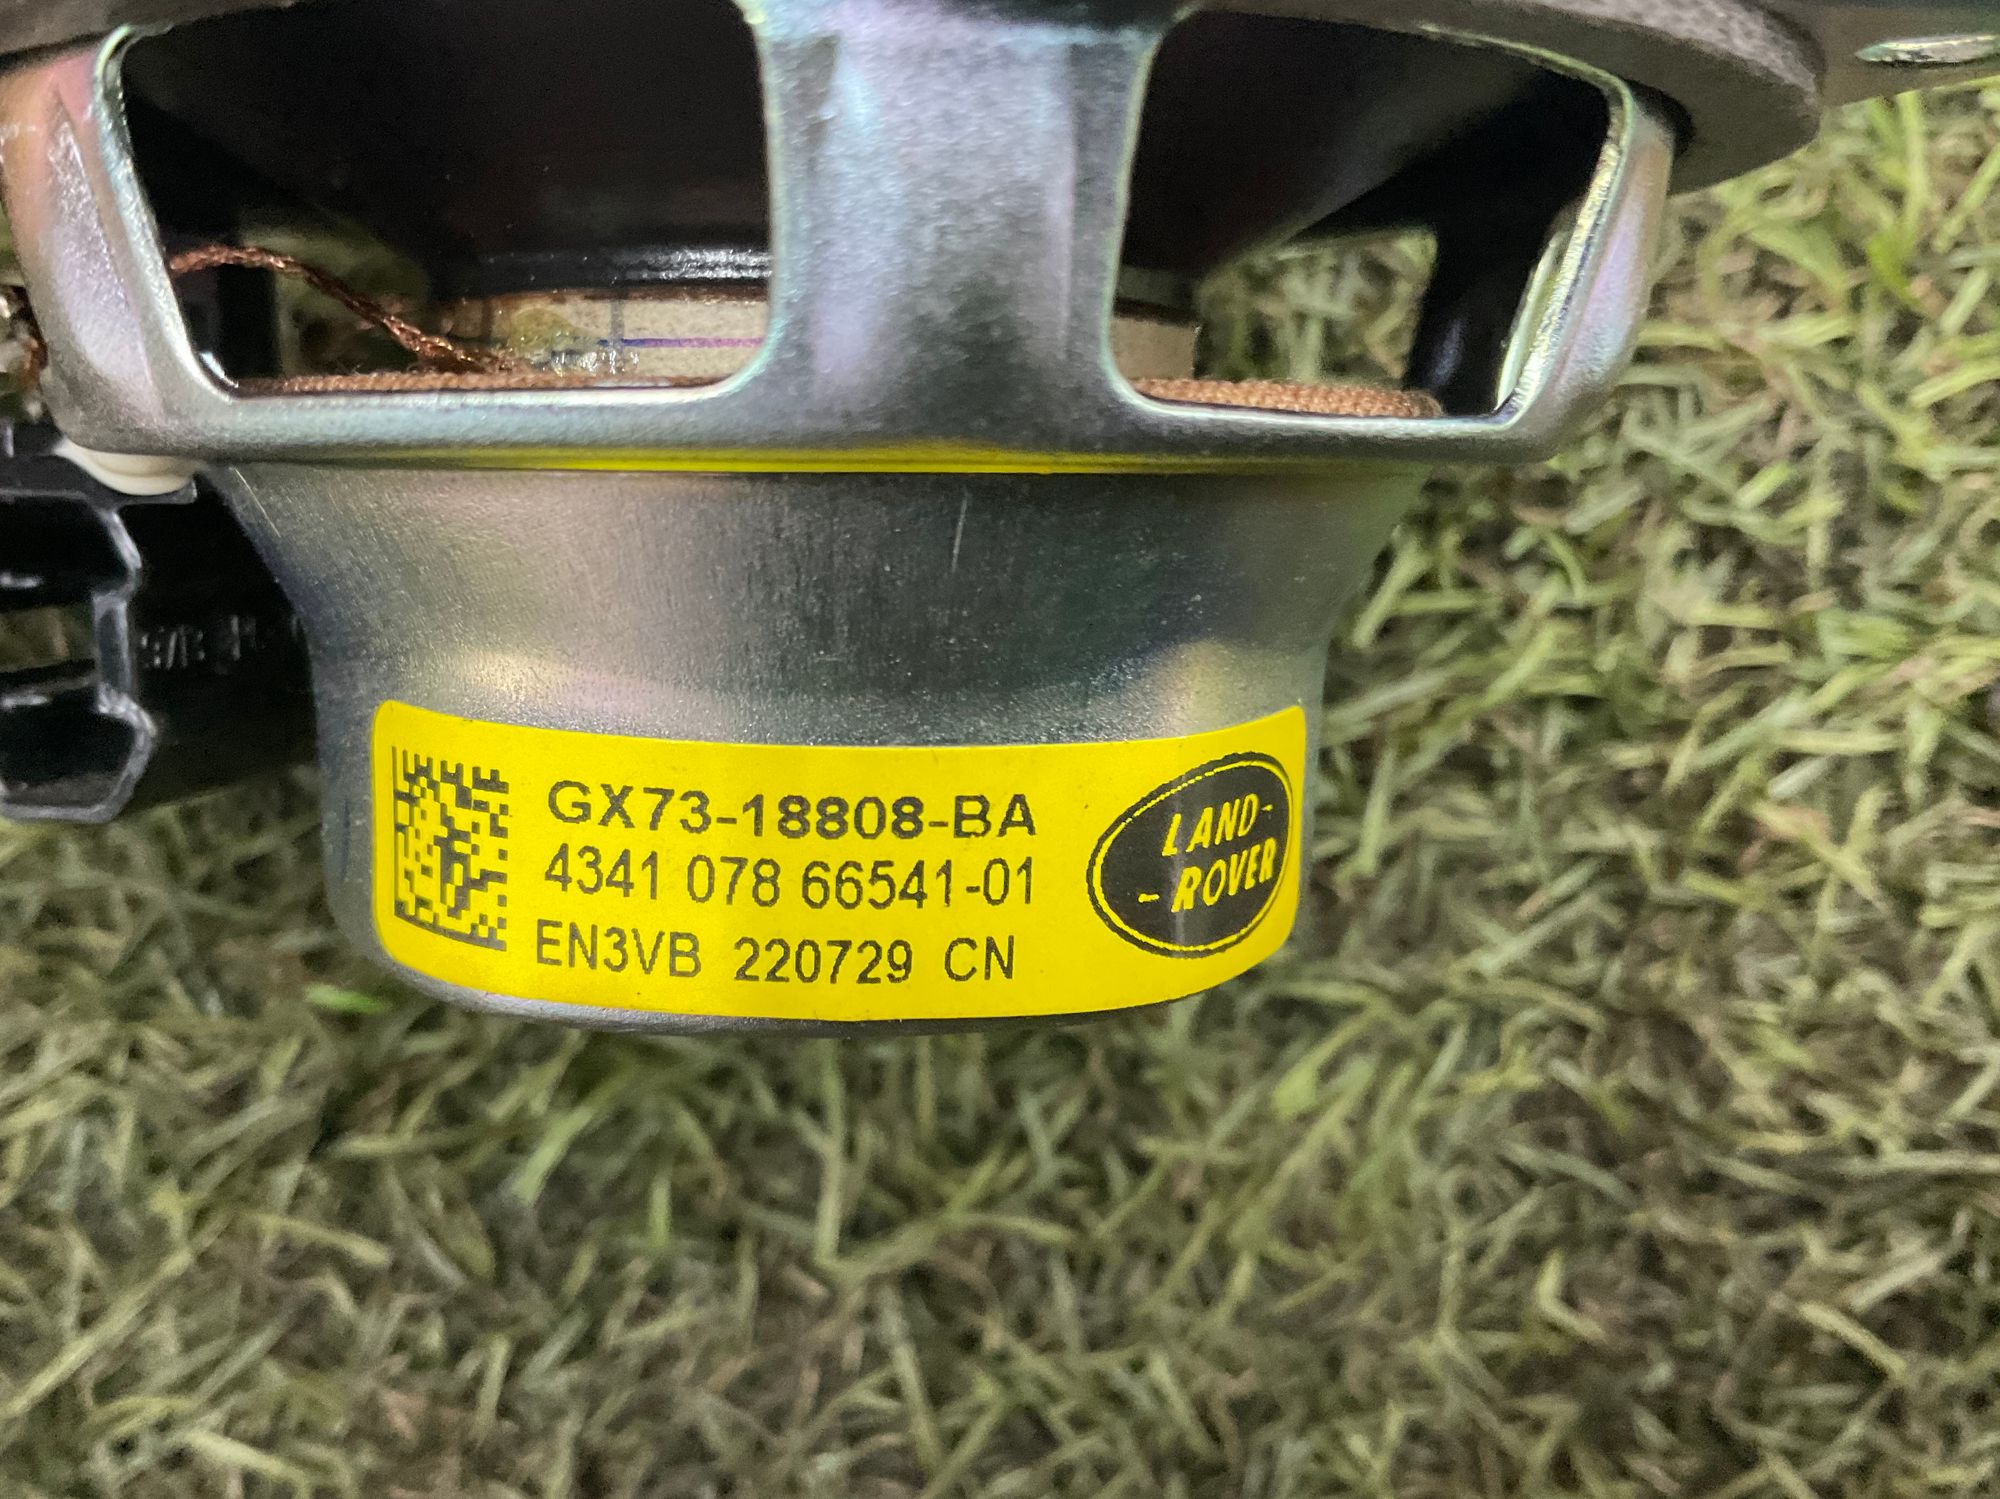 GX73-18808-BA
4341 078 66541-01
EN3VB 220729 CN
LAND-
-ROVER